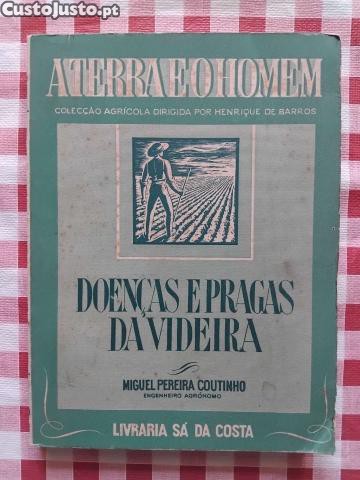 CustoJusto.pt
A TERRA E O HOMEM
COLECÇÃO AGRÍCOLA DIRIGIDA POR HENRIQUE DE BARROS
DOENÇAS E PRAGAS
DA VIDEIRA
MIGUEL PEREIRA COUTINHO
ENGENHEIRO AGRÓNOMO
LIVRARIA SÁ DA COSTA